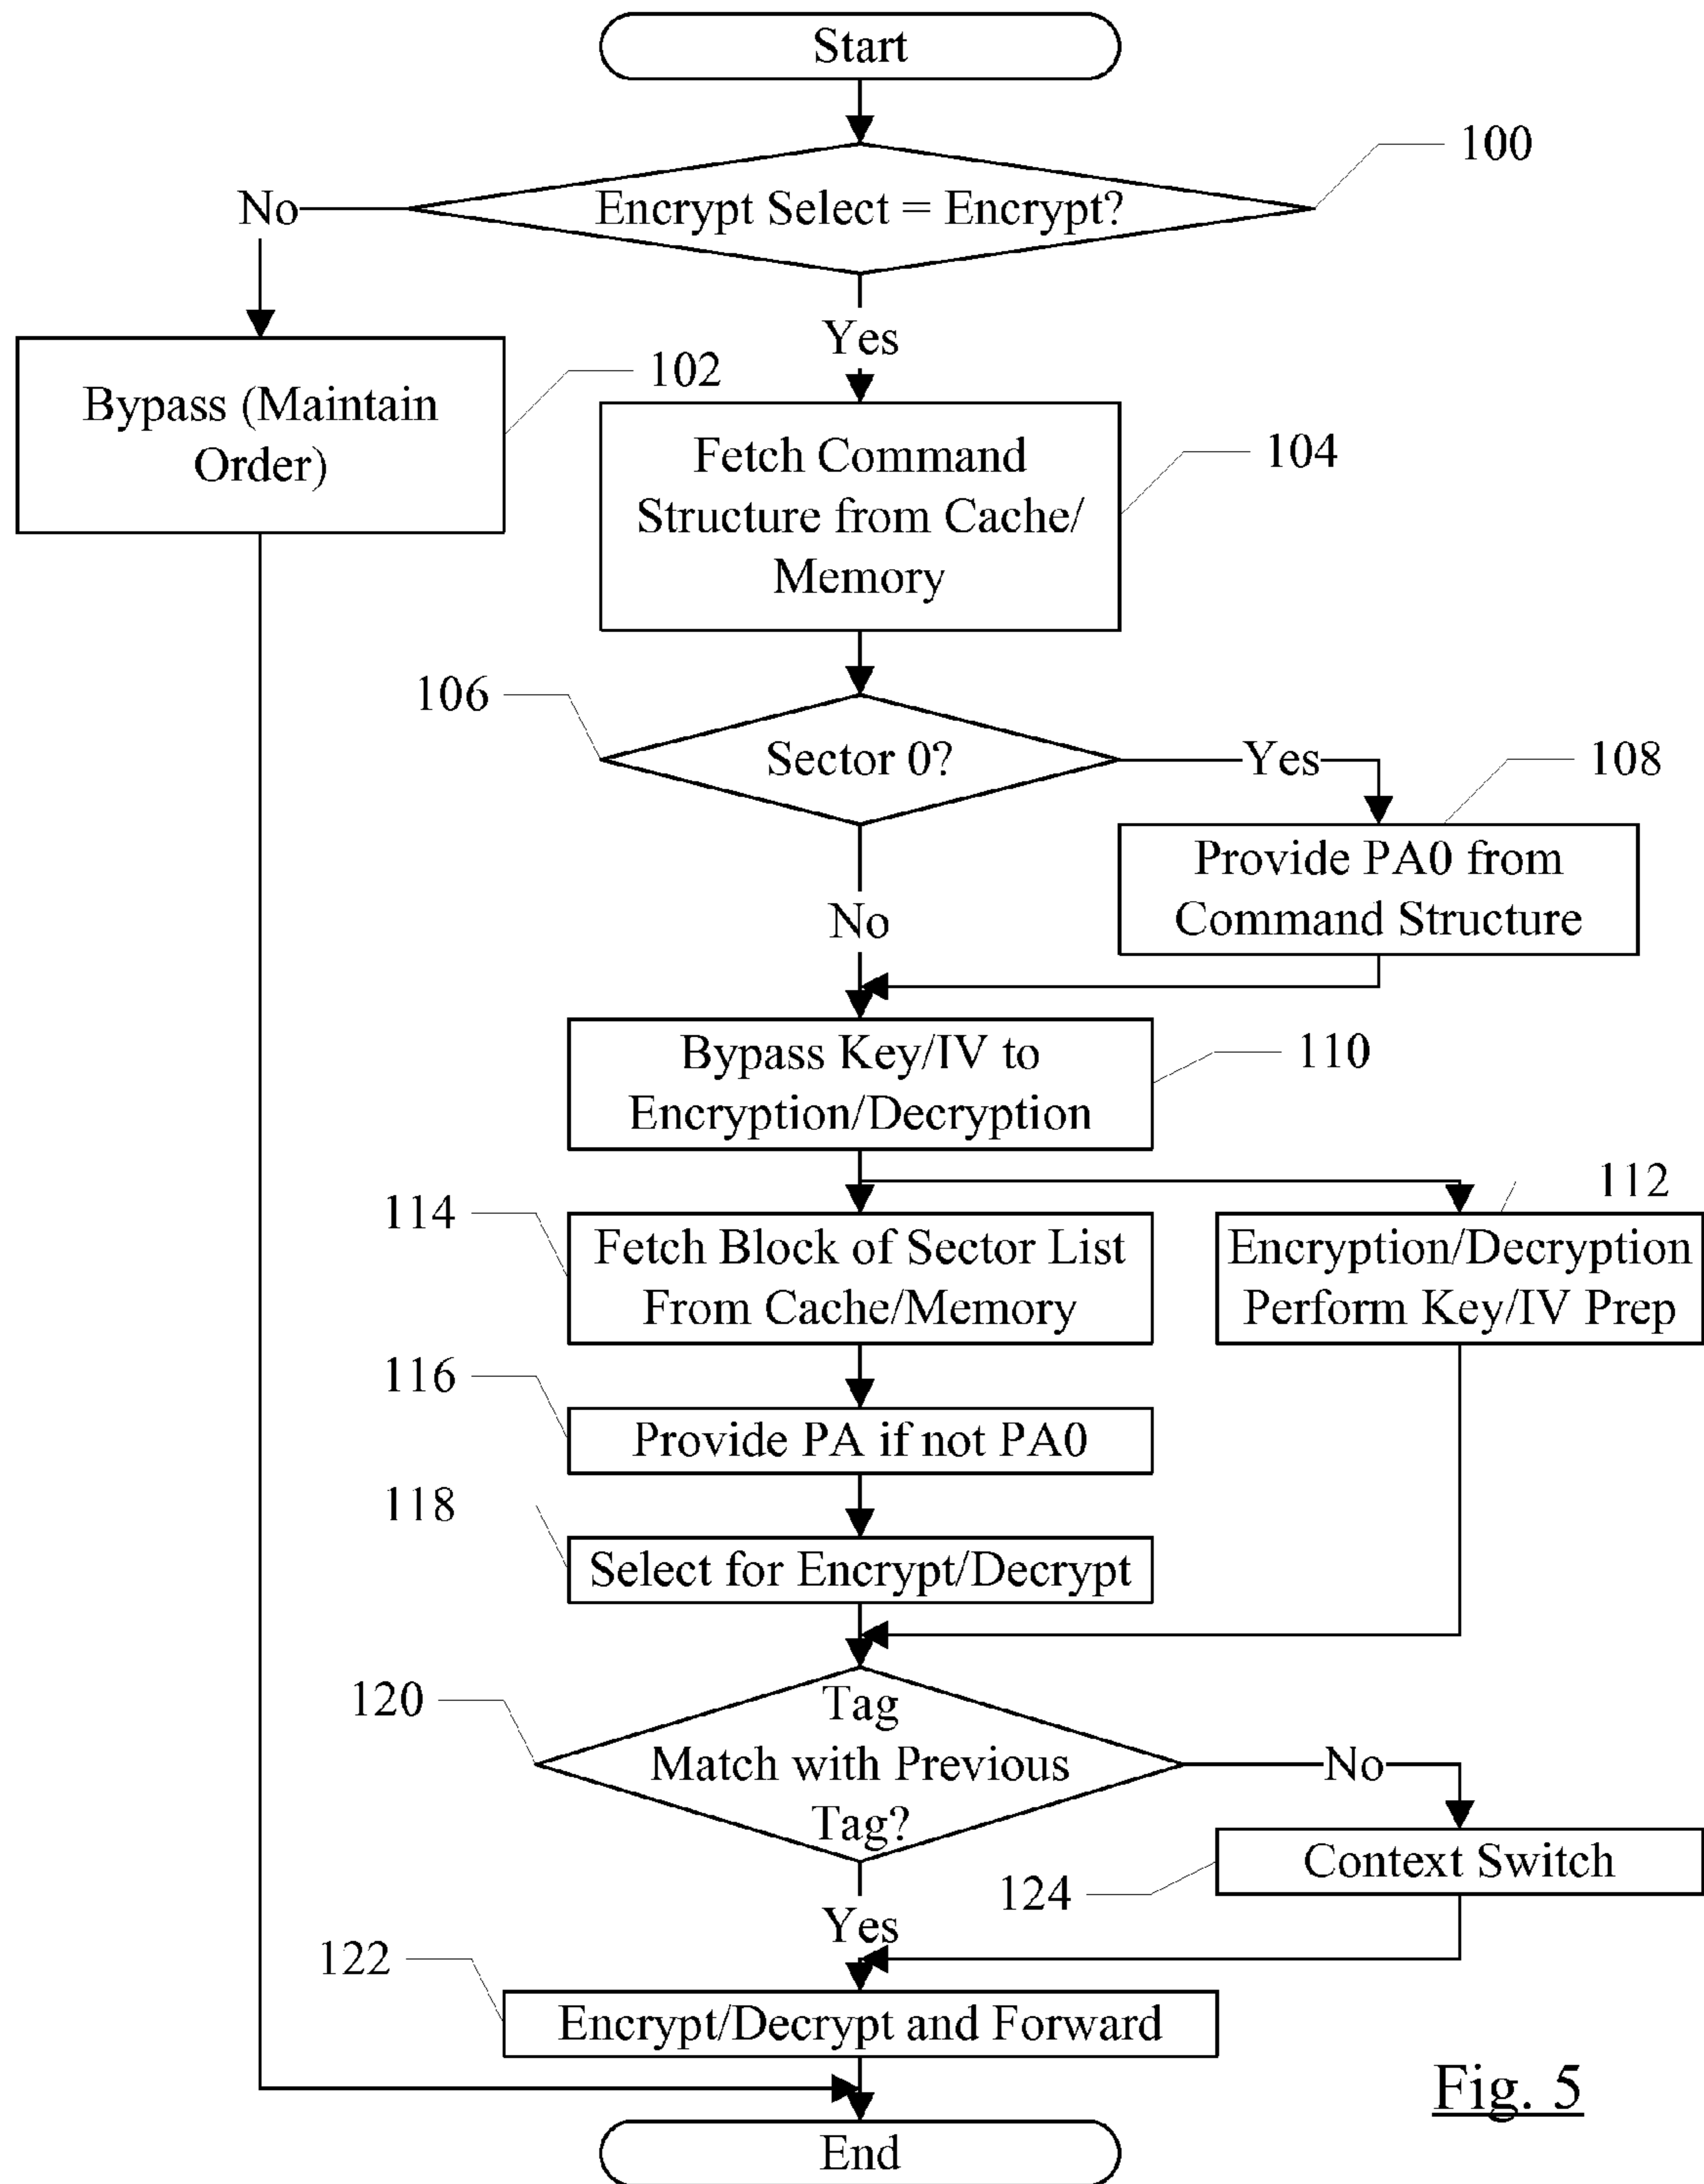 Start
100
Encrypt Select = Encrypt?
No
Yes
102
Bypass (Maintain
Order)
104
Fetch Command
Structure from Cache/
Memory
106
Sector 0?
Yes
108
Provide PA0 from
Command Structure
No
Bypass Key/IV to
Encryption/Decryption
110
112
114
Fetch Block of Sector List
From Cache/Memory
Encryption/Decryption
Perform Key/IV Prep
116
Provide PA if not PA0
118
Select for Encrypt/Decrypt
120
Tag
Match with Previous
Tag?
No
Context Switch
124
Yes
122
Encrypt/Decrypt and Forward
Fig. 5
End